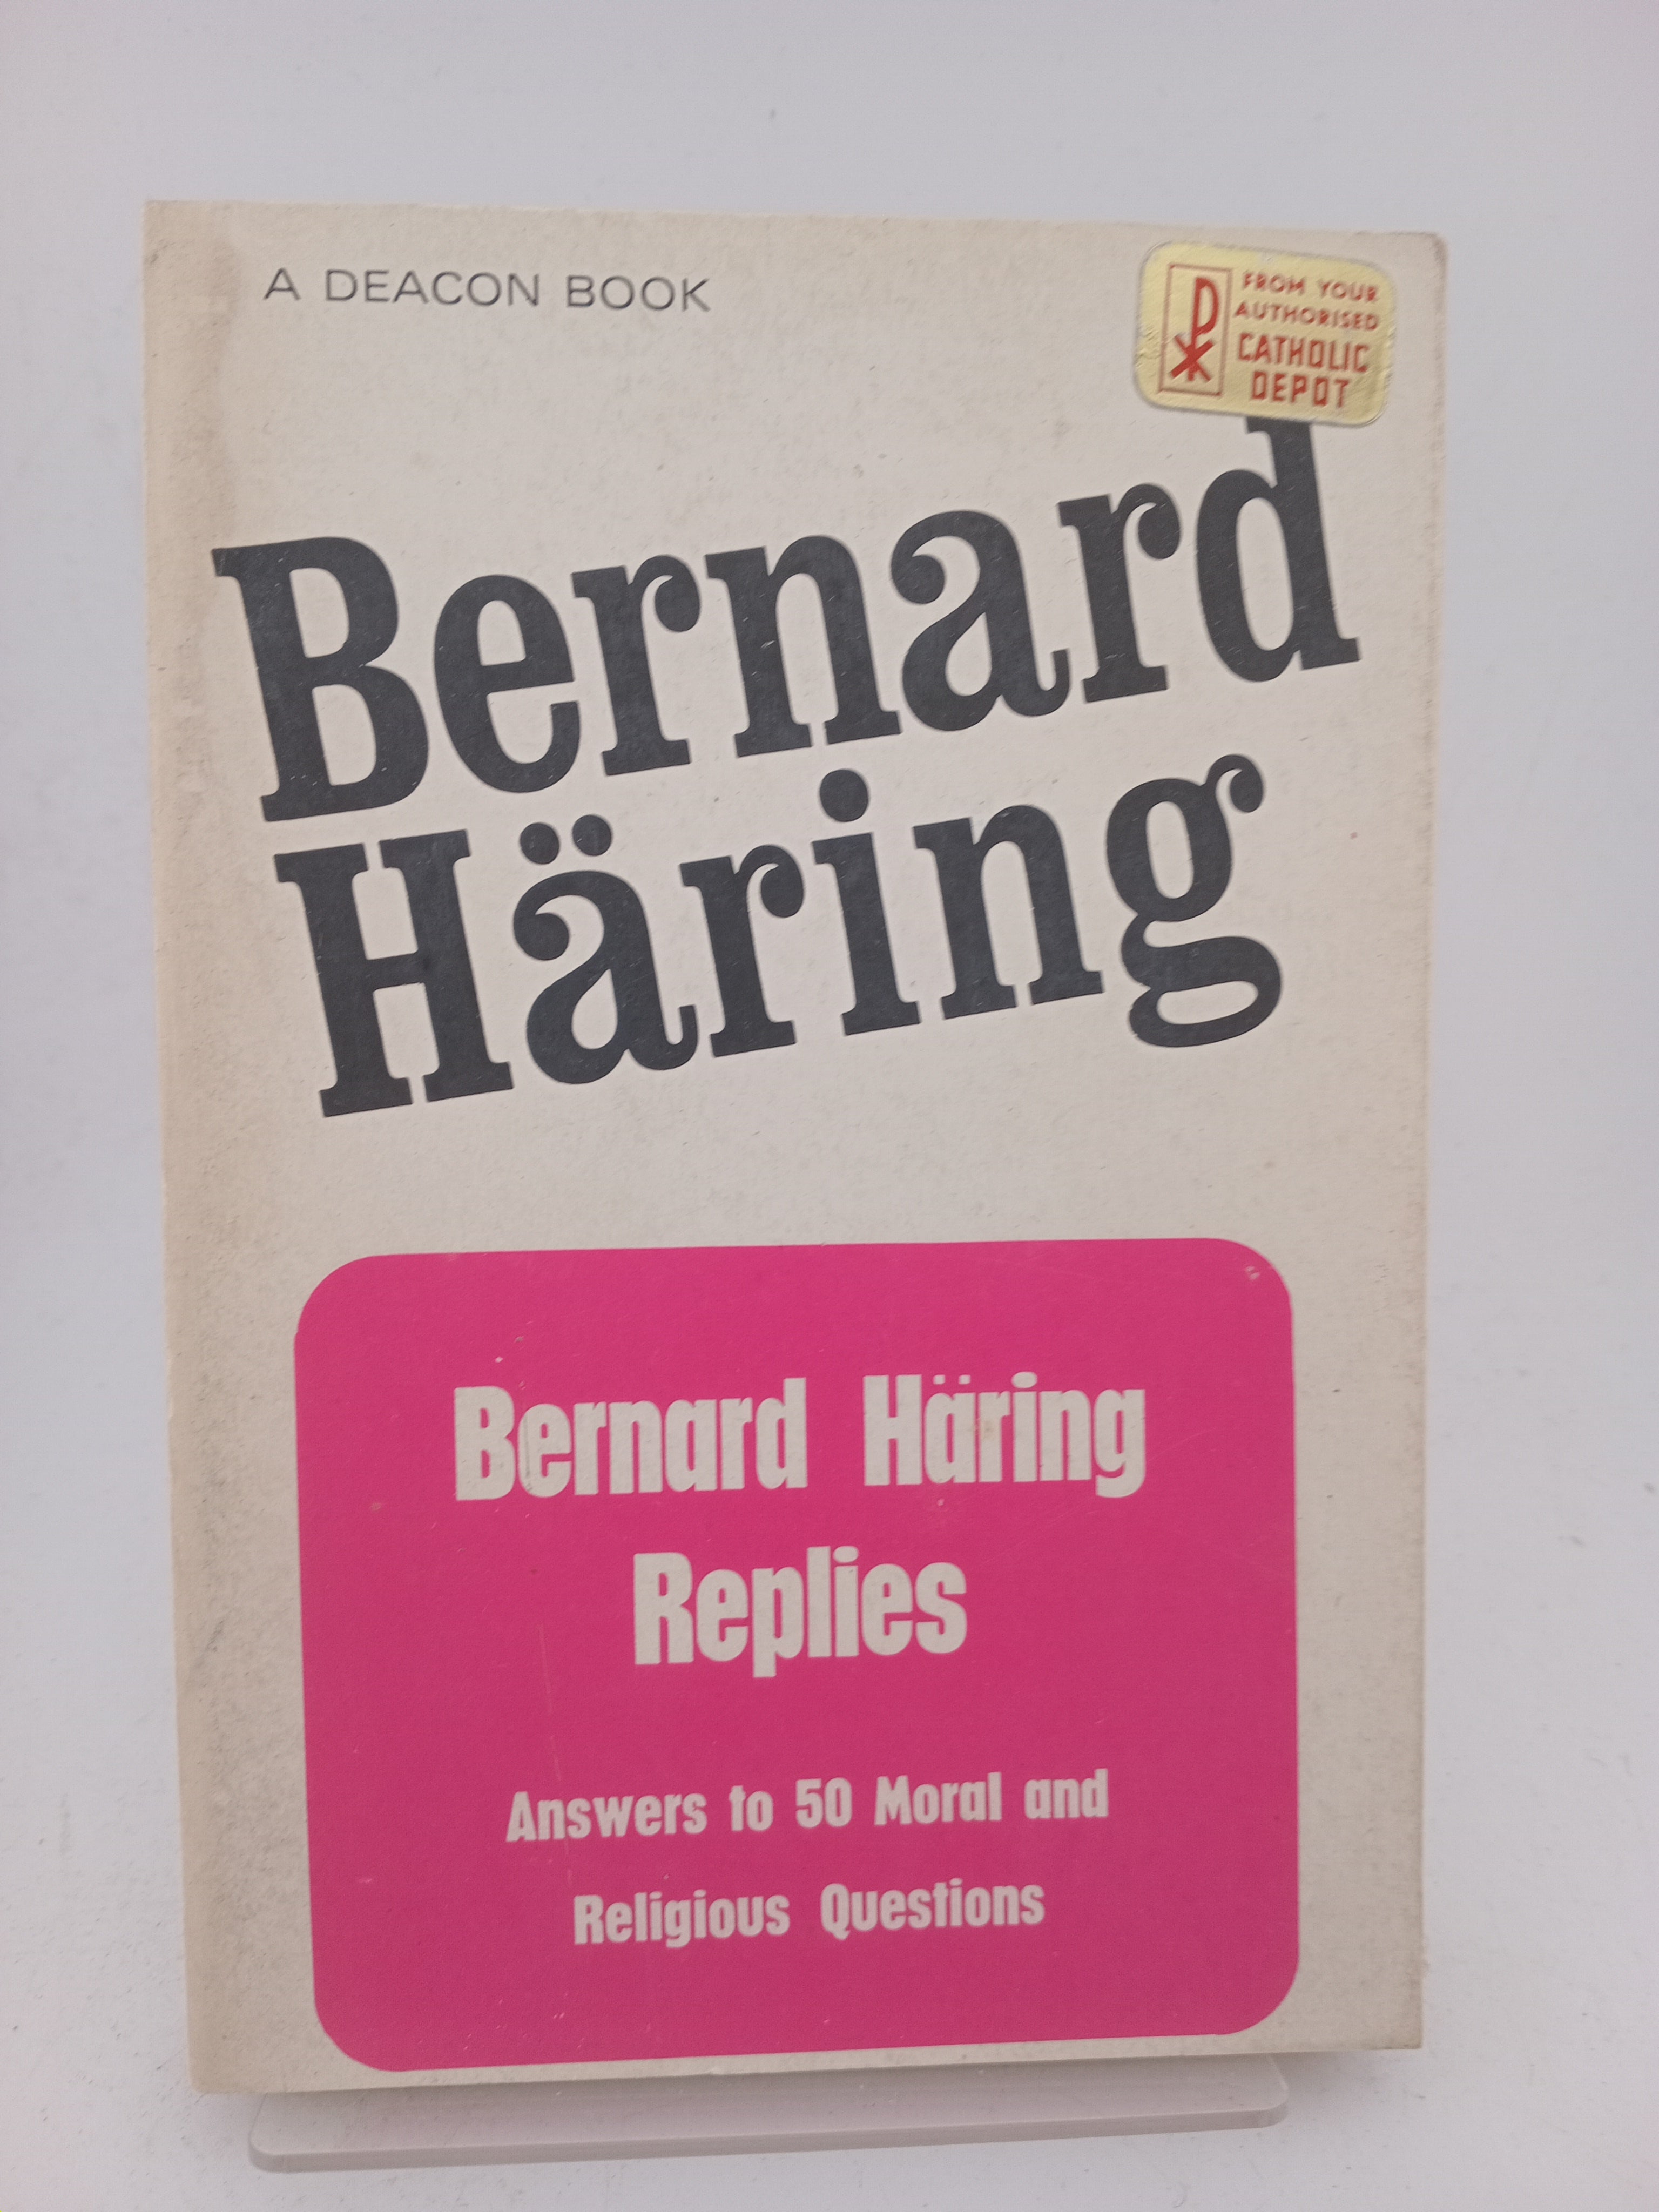 A DEACON BOOK
FROM YOUR
AUTHORISED
CATHOLIC
DEPOT
Bernard
Häring
Bernard Häring
Replies
Answers to 50 Moral and
Religious Questions